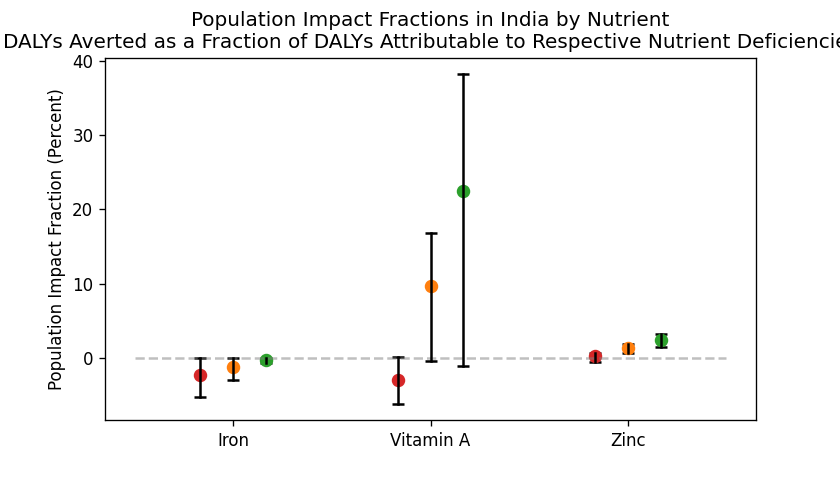 Population Impact Fractions in India by Nutrient
DALYs Averted as a Fraction of DALYs Attributable to Respective Nutrient Deficiencie
Population Impact Fraction (Percent)
40
30
20
10
0
Iron Vitamin A Zinc